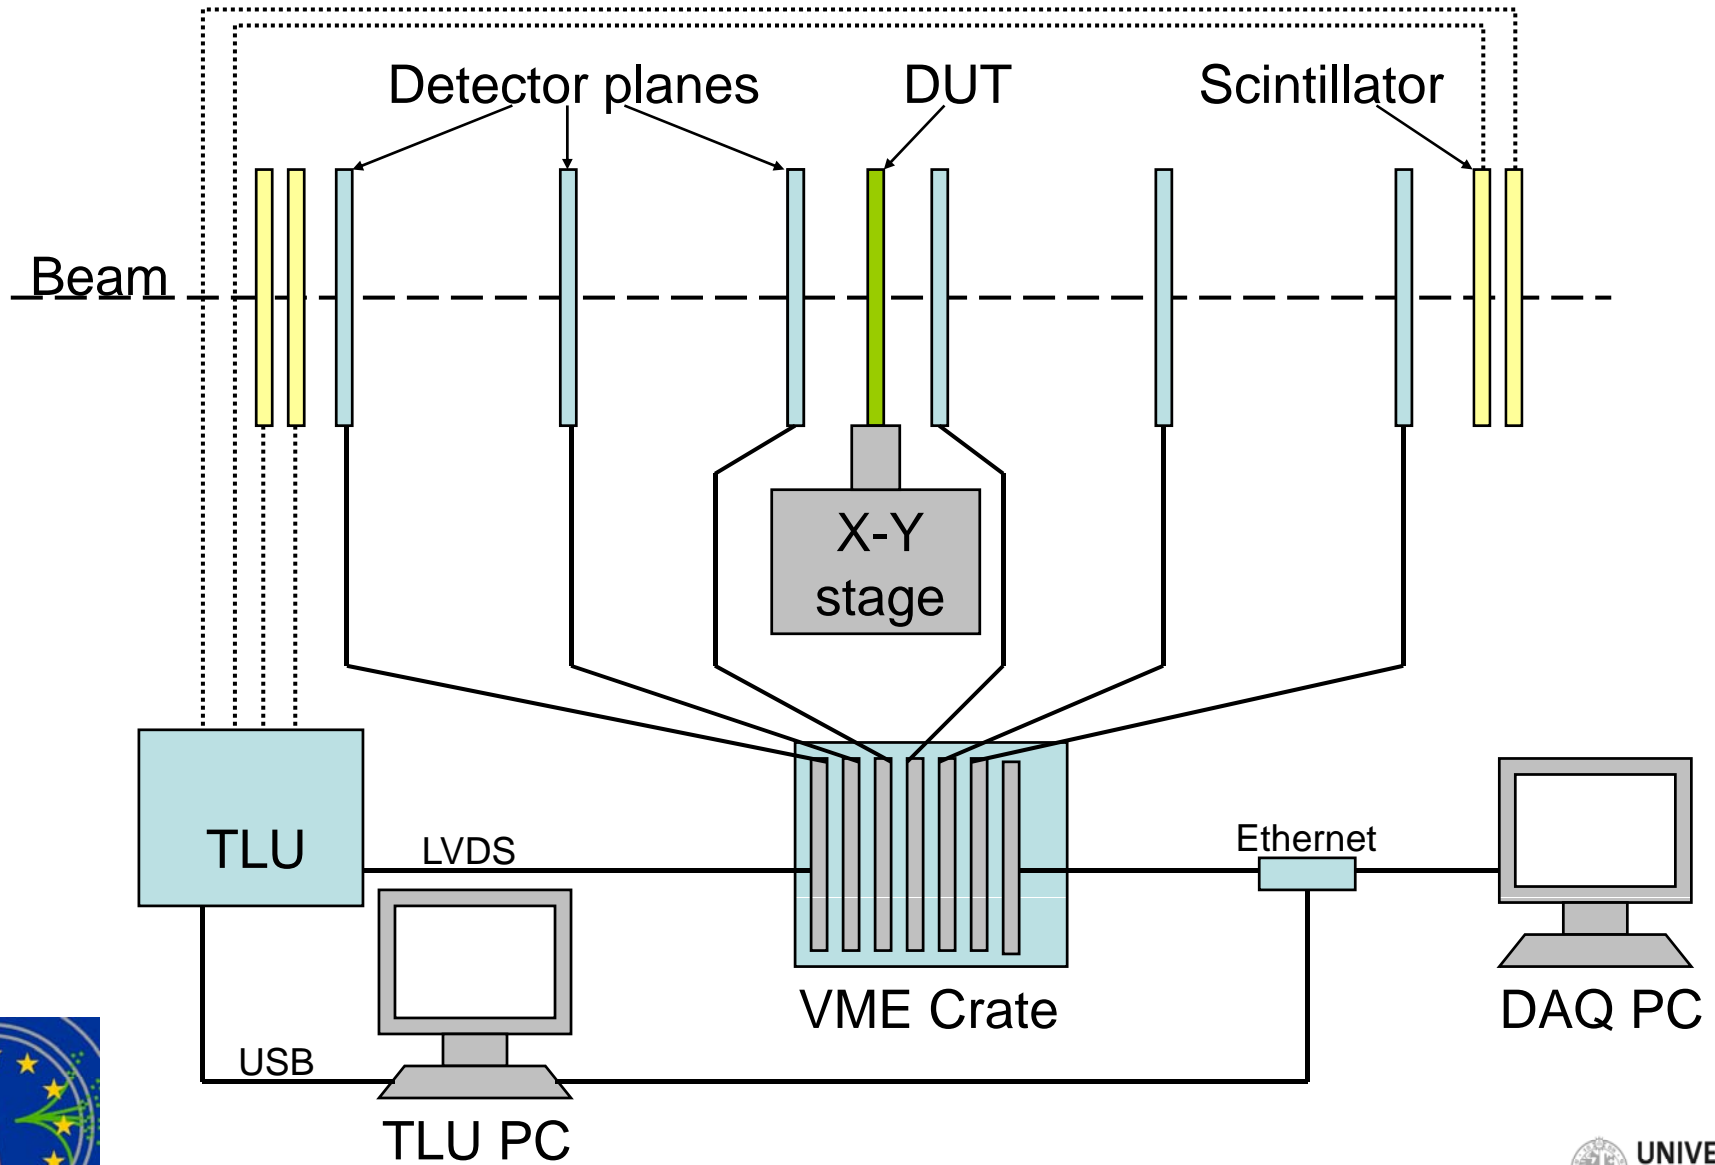 Detector planes
DUT
Scintillator
Beam
X-Y
stage
TLU
LVDS
Ethernet
VME Crate
DAQ PC
USB
TLU PC